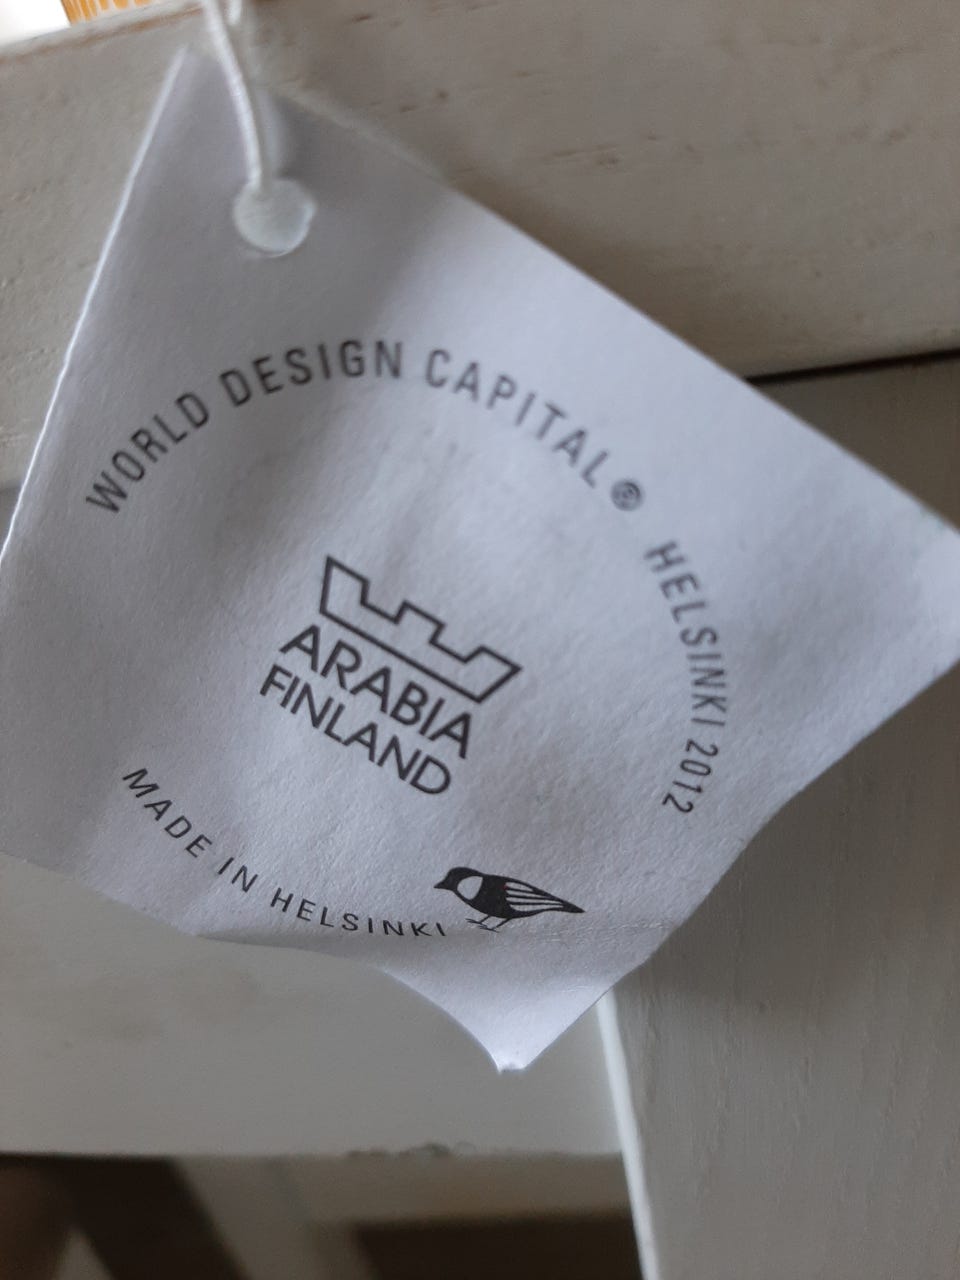 WORLD DESIGN CAPITAL® HELSINKI 2012
ARABIA
FINLAND
MADE IN HELSINKI